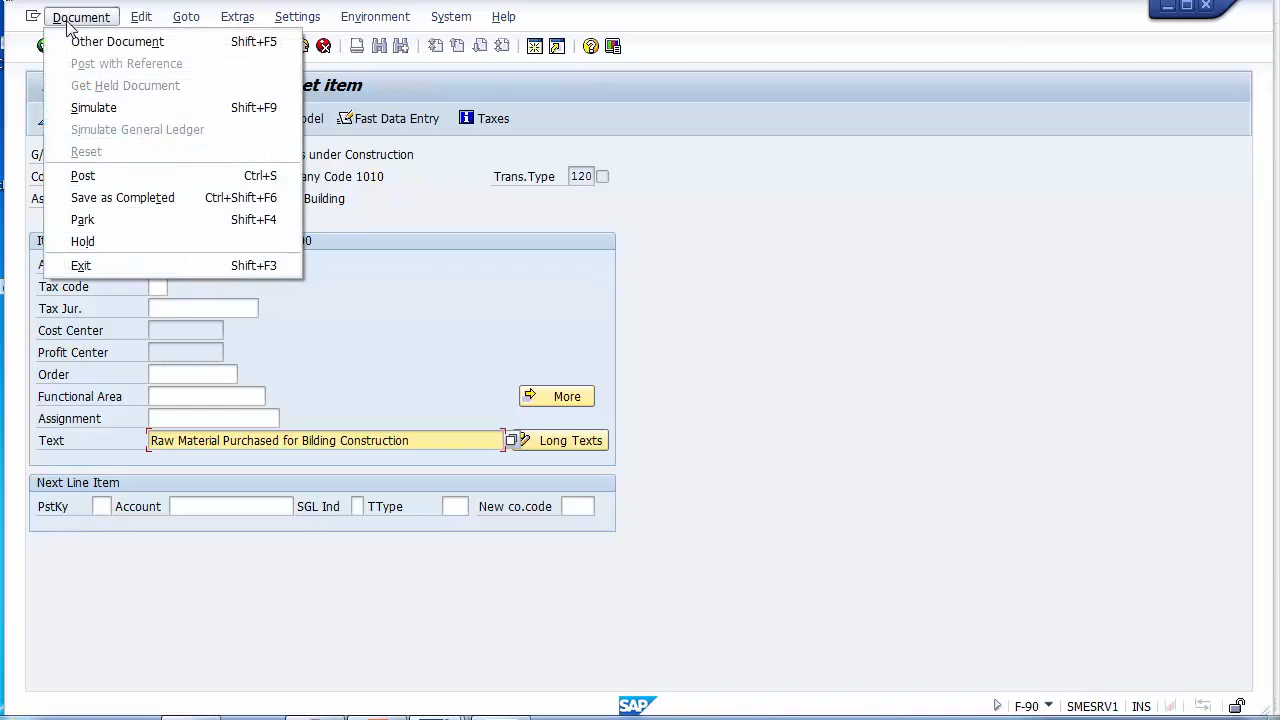 Document Edit Goto Extras Settings Environment System Help
Other Document Shift+F5
Post with Reference
Get Held Document
Simulate Shift+F9
Simulate General Ledger
Reset
Post Ctrl+S
Save as Completed Ctrl+Shift+F6
Park Shift+F4
Hold
Exit Shift+F3
et item
odel Fast Data Entry Taxes
G/ s under Construction
Co any Code 1010 Trans.Type 120
As Building
00
Tax code
Tax Jur.
Cost Center
Profit Center
Order
Functional Area More
Assignment
Text Raw Material Purchased for Bilding Construction Long Texts
Next Line Item
PstKy Account SGL Ind TType New co.code
SAP F-90 SMESRV1 INS